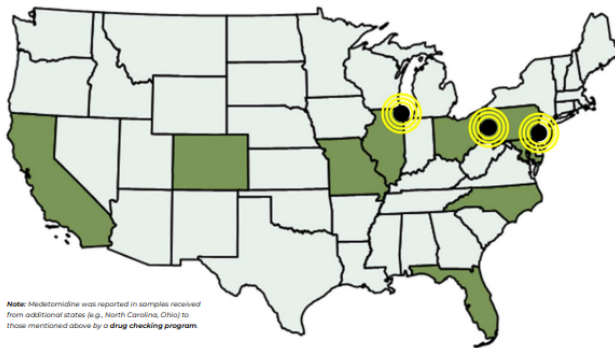 Note: Medetomidine was reported in samples received
from additional states (e.g., North Carolina, Ohio) to
those mentioned above by a drug checking program.